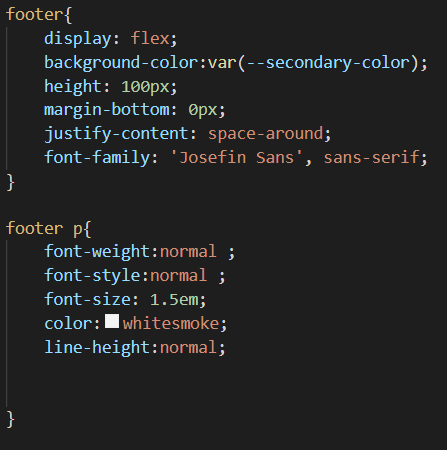 footer{
    display: flex;
    background-color:var(--secondary-color);
    height: 100px;
    margin-bottom: 0px;
    justify-content: space-around;
    font-family: 'Josefin Sans', sans-serif;
}
footer p{
    font-weight:normal ;
    font-style:normal ;
    font-size: 1.5em;
    color:whitesmoke;
    line-height:normal;
}